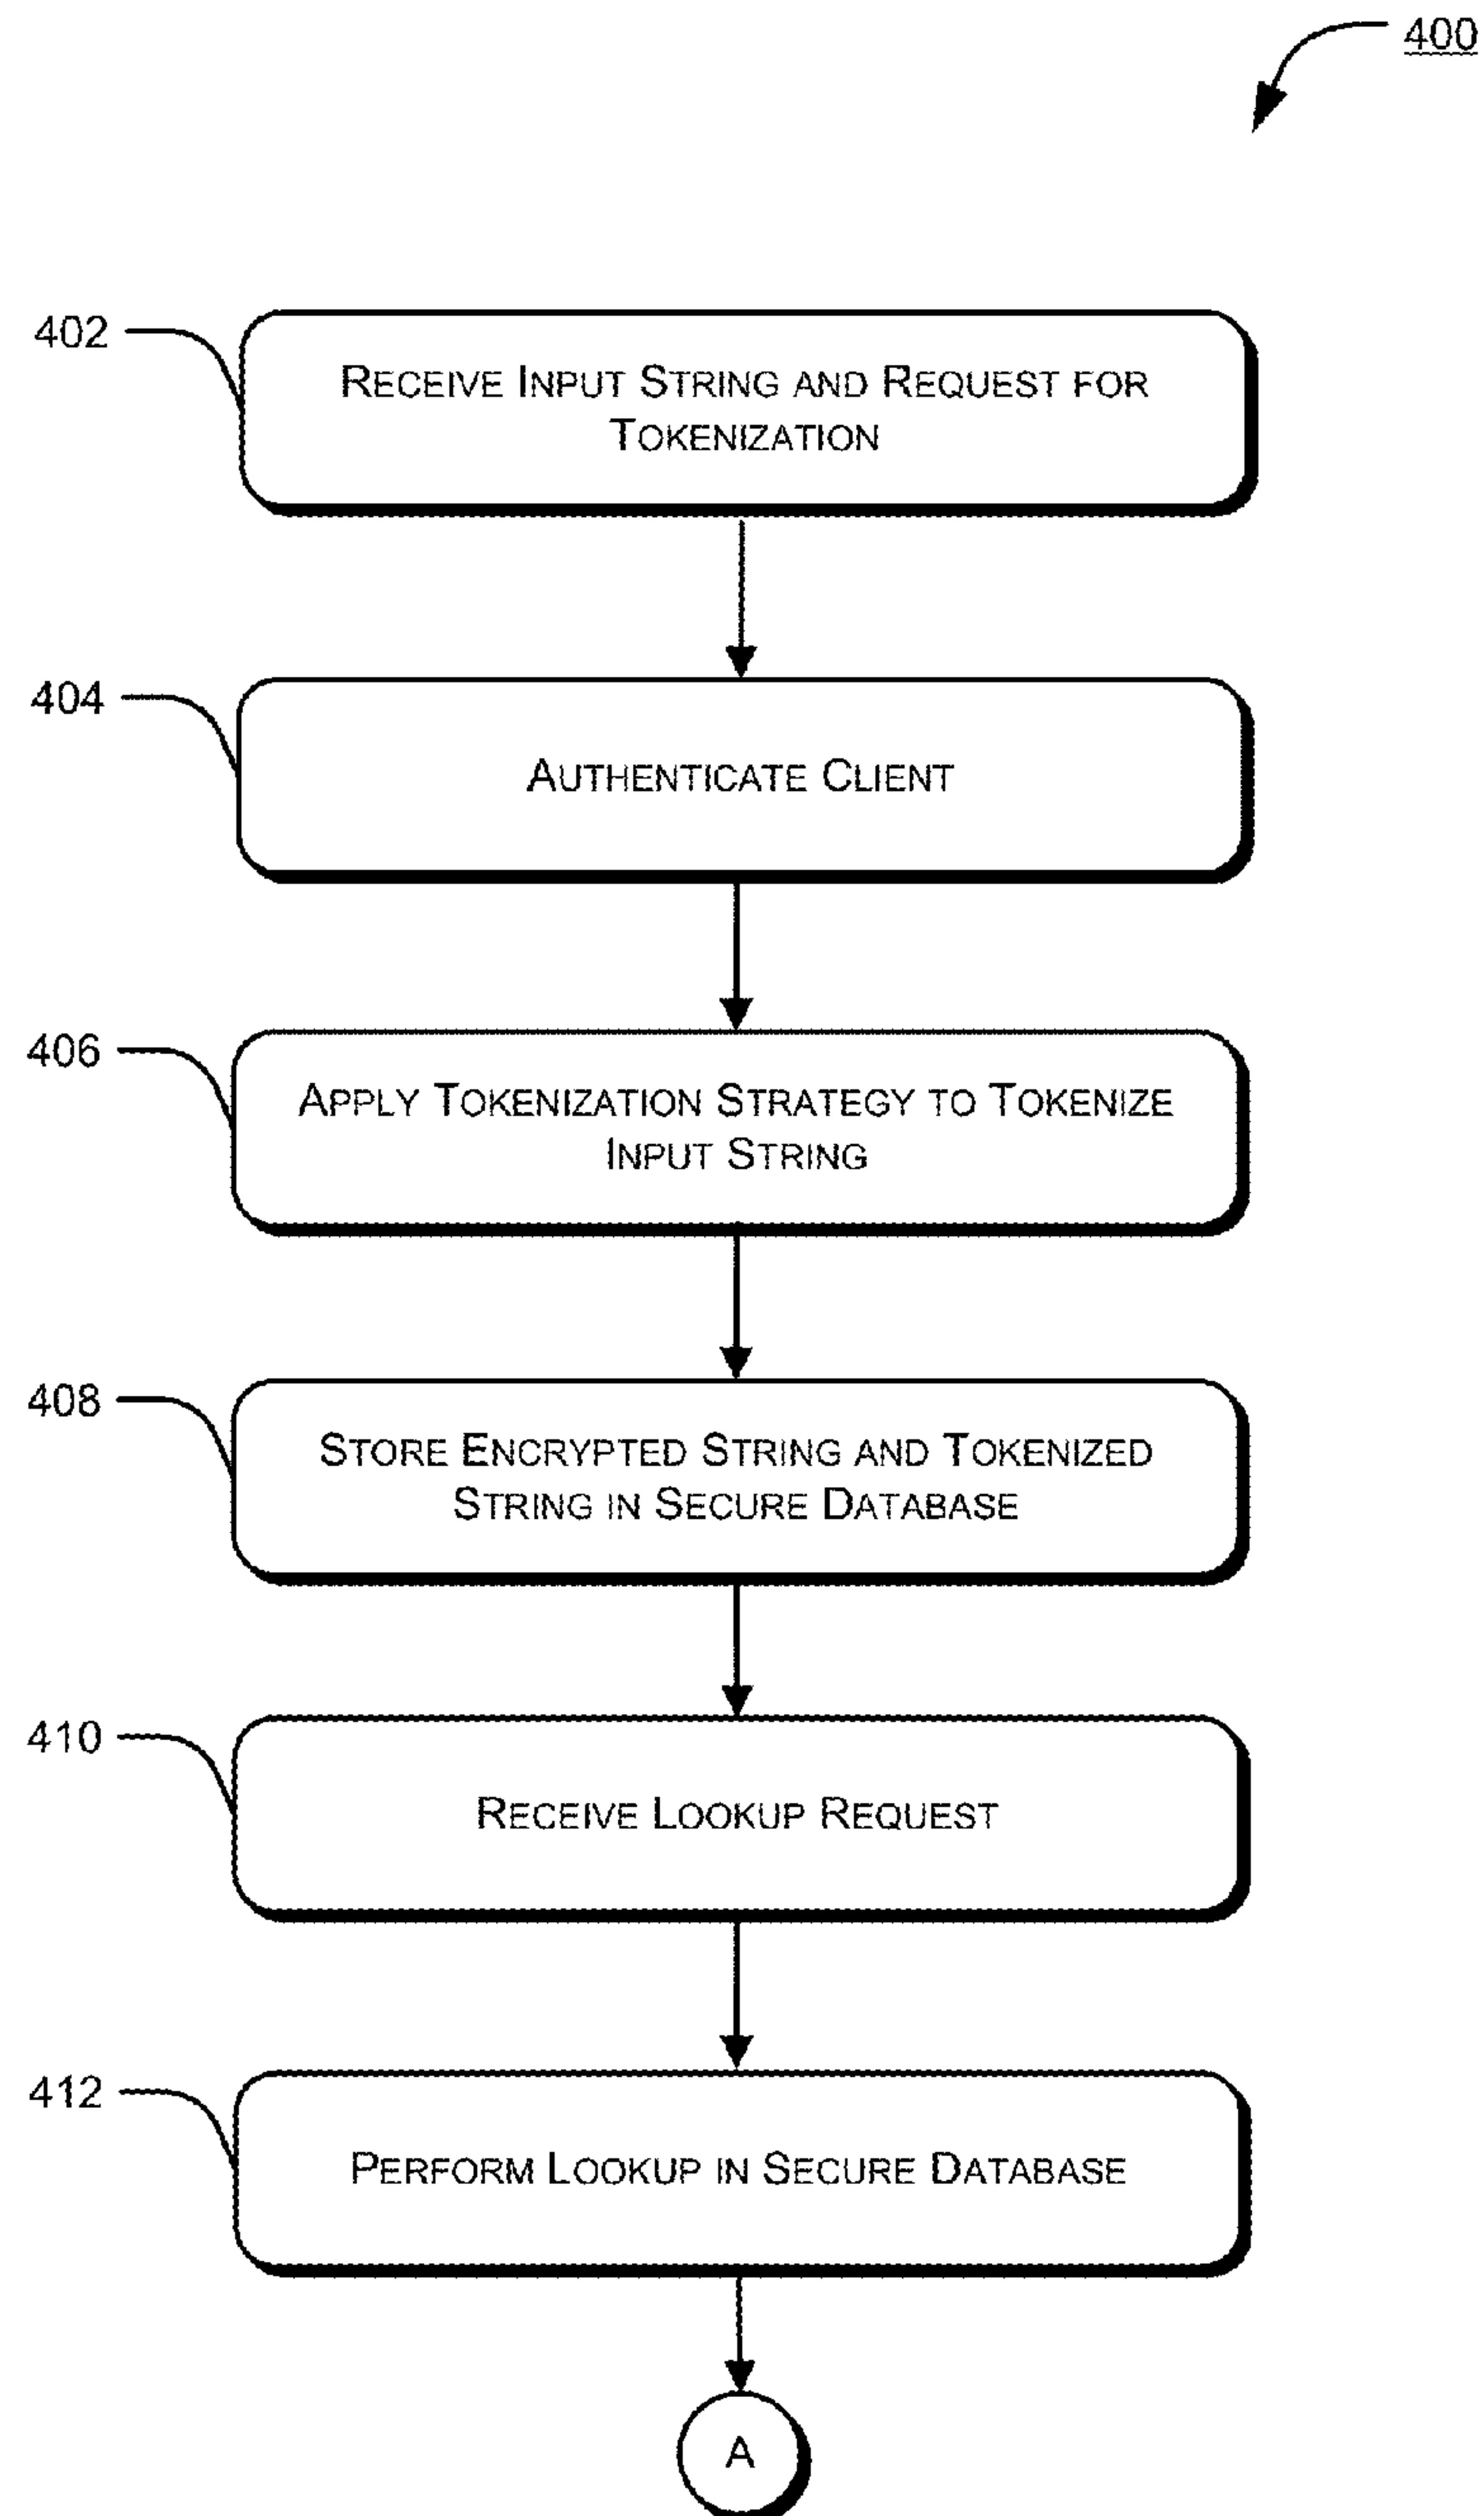 400
402
RECEIVE INPUT STRING AND REQUEST FOR
TOKENIZATION
404
AUTHENTICATE CLIENT
406
APPLY TOKENIZATION STRATEGY TO TOKENIZE
INPUT STRING
408
STORE ENCRYPTED STRING AND TOKENIZED
STRING IN SECURE DATABASE
410
RECEIVE LOOKUP REQUEST
412
PERFORM LOOKUP IN SECURE DATABASE
A